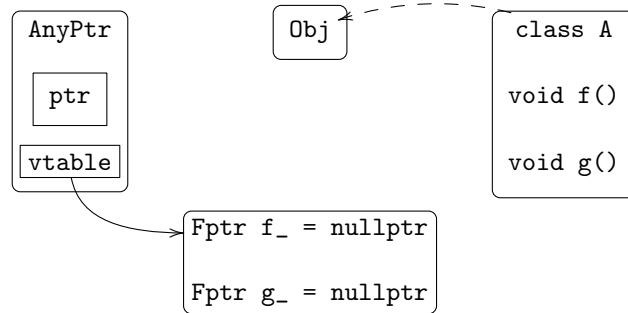 AnyPtr
ptr
vtable
Obj
class A
void f()
void g()
Fptr f_ = nullptr
Fptr g_ = nullptr